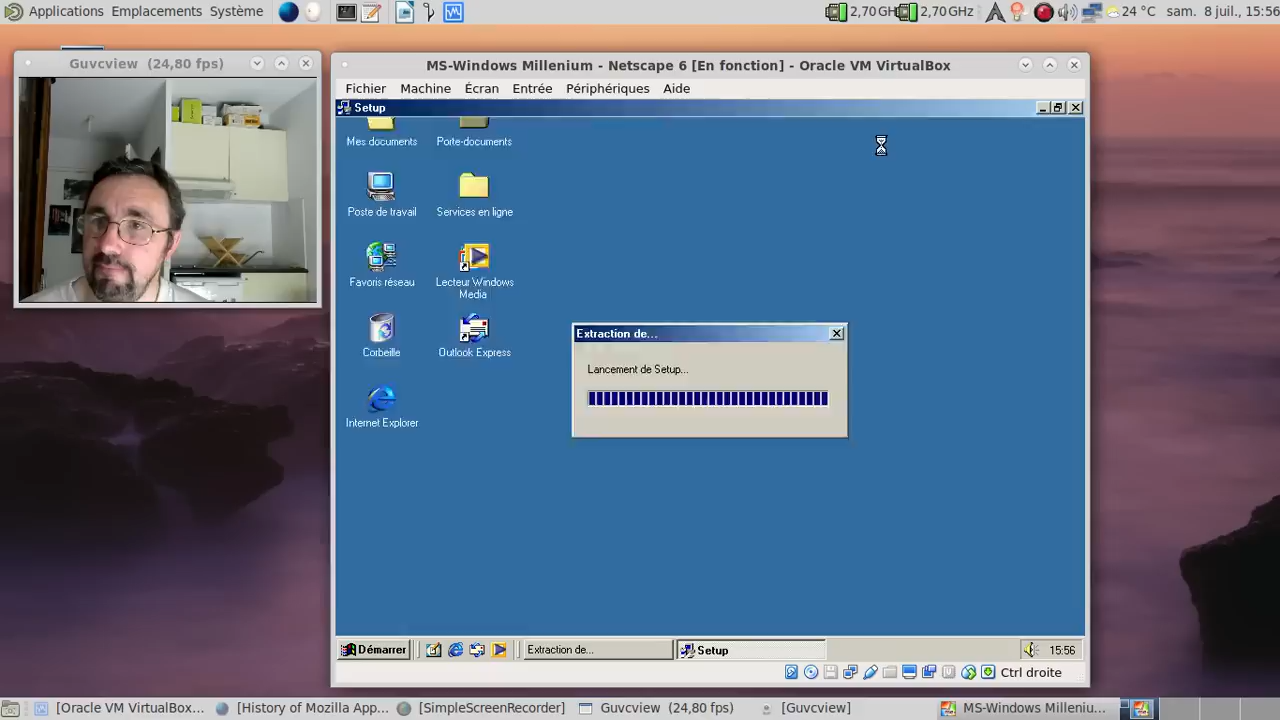 Applications Emplacements Système 2,70 GHz 2,70 GHz 24 °C sam. 8 juil., 15:56
Guvcview (24,80 fps)
MS-Windows Millenium - Netscape 6 [En fonction] - Oracle VM VirtualBox
Fichier Machine Écran Entrée Périphériques Aide
Setup
Mes documents Porte-documents
Poste de travail Services en ligne
Favoris réseau Lecteur Windows
Media
Corbeille Outlook Express
Internet Explorer
Extraction de...
Lancement de Setup...
Démarrer Extraction de... Setup 15:56
Ctrl droite
[Oracle VM VirtualBox... [History of Mozilla App... [SimpleScreenRecorder] Guvcview (24,80 fps) [Guvcview] MS-Windows Milleniu...